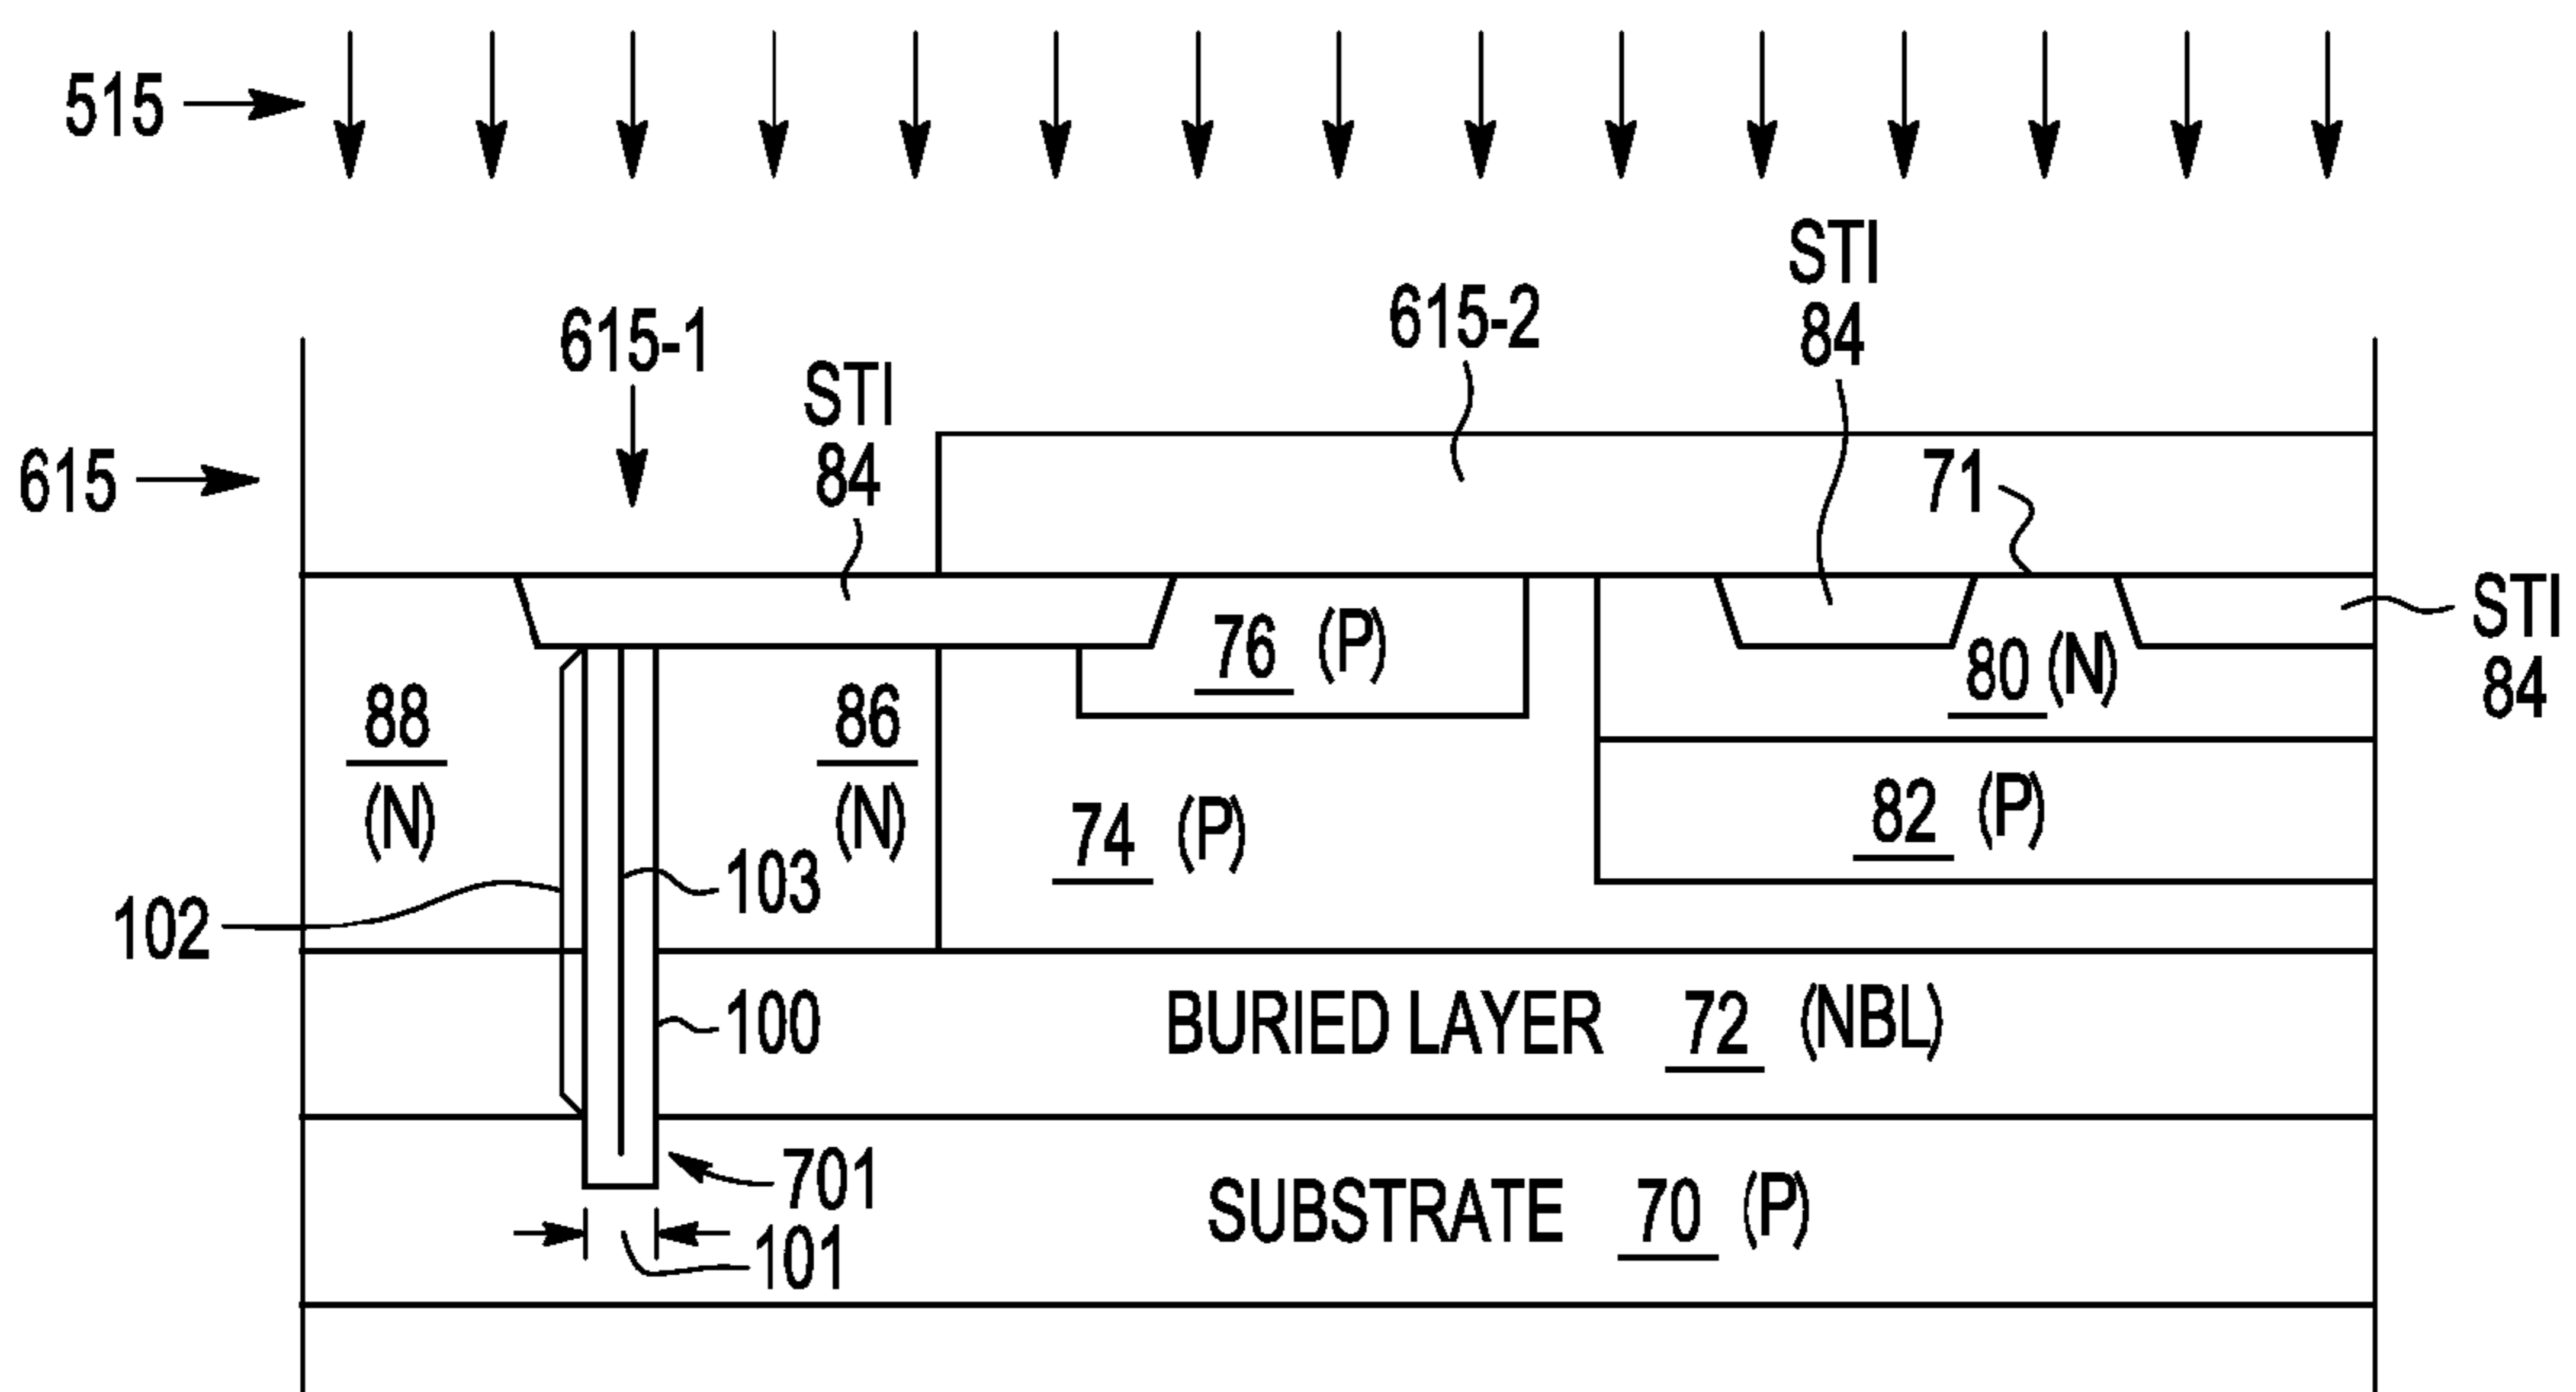 515
STI
84
615-2
615-1
STI
84
71
615
STI
84
76 (P)
80 (N)
88
(N)
86
(N)
82 (P)
74 (P)
103
102
100
BURIED LAYER 72 (NBL)
701
SUBSTRATE 70 (P)
101